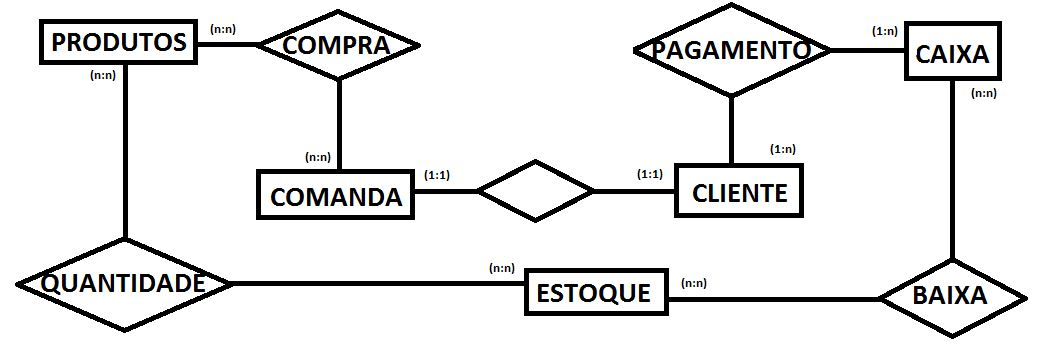 (n:n)
(1:n)
PRODUTOS
COMPRA
PAGAMENTO
CAIXA
(n:n)
(n:n)
(n:n)
(1:n)
(1:1)
(1:1)
COMANDA
CLIENTE
(n:n)
(n:n)
QUANTIDADE
ESTOQUE
BAIXA